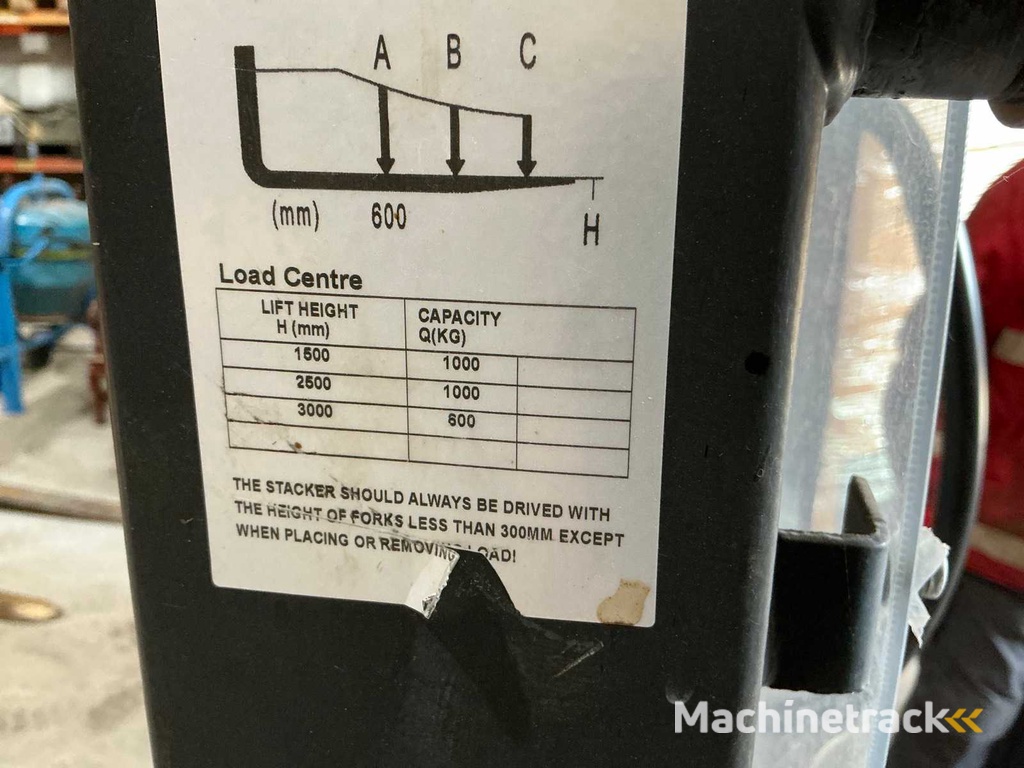 A B C
(mm) 600 H
Load Centre
LIFT HEIGHT
H (mm)
CAPACITY
Q(KG)
1500 1000
2500 1000
3000 600
THE STACKER SHOULD ALWAYS BE DRIVED WITH
THE HEIGHT OF FORKS LESS THAN 300MM EXCEPT
WHEN PLACING OR REMOVING LOAD!
Machinetrack